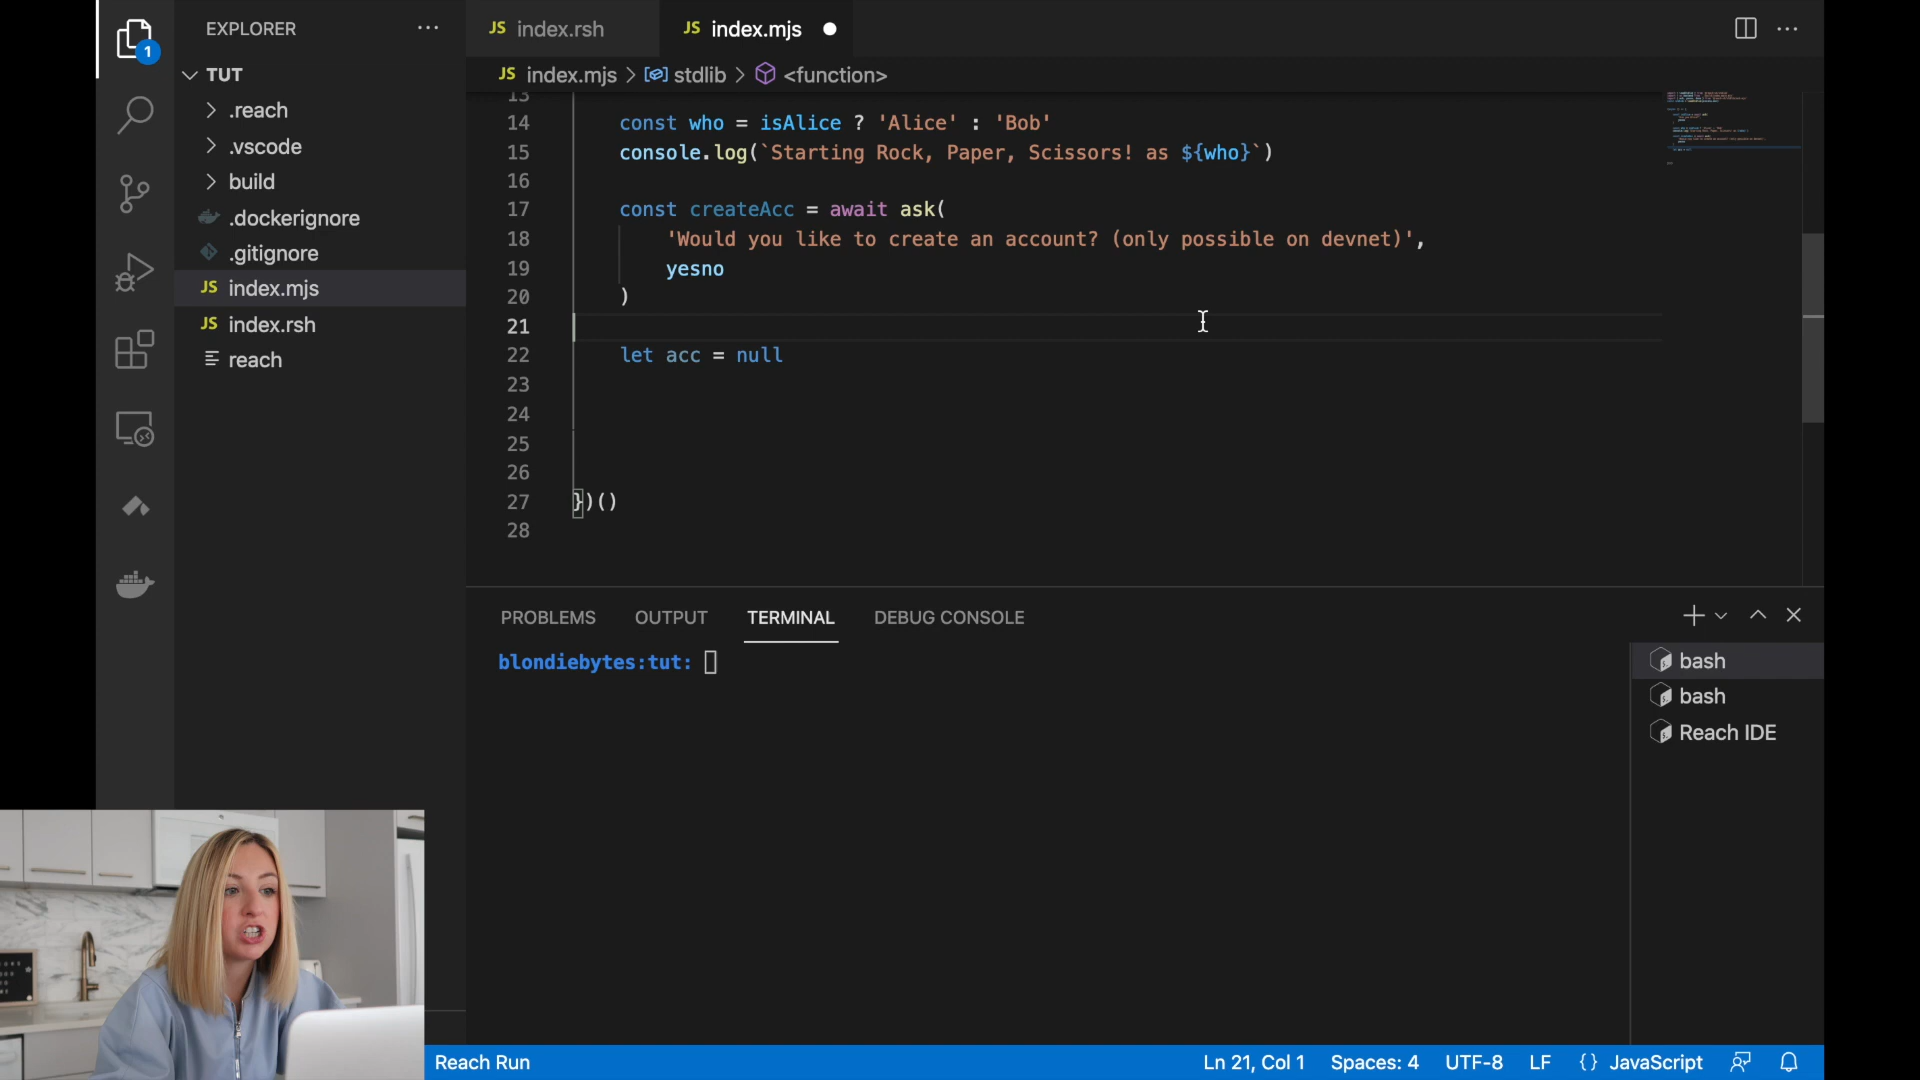 EXPLORER
TUT
.reach
.vscode
build
.dockerignore
.gitignore
JS index.mjs
JS index.rsh
reach
1
JS index.rsh
JS index.mjs
JS index.mjs > stdlib > <function>
13
14 const who = isAlice ? 'Alice' : 'Bob'
15 console.log(`Starting Rock, Paper, Scissors! as ${who}`)
16
17 const createAcc = await ask(
18 'Would you like to create an account? (only possible on devnet)',
19 yesno
20 )
21
22 let acc = null
23
24
25
26
27 })()
28
PROBLEMS OUTPUT TERMINAL DEBUG CONSOLE
blondiebytes:tut:
bash
bash
Reach IDE
Reach Run
Ln 21, Col 1 Spaces: 4 UTF-8 LF {} JavaScript